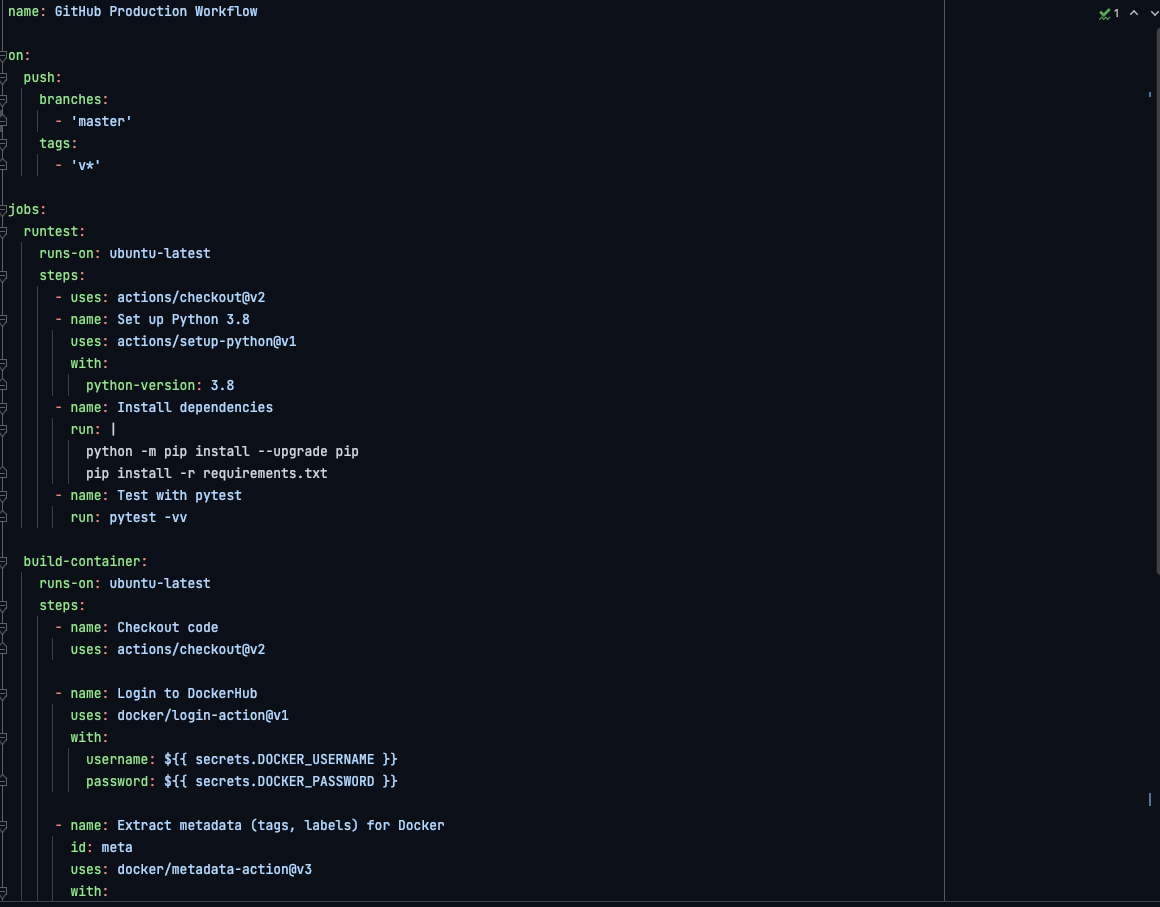 name: GitHub Production Workflow
1
on:
push:
branches:
- 'master'
tags:
- 'v*'
jobs:
runtest:
runs-on: ubuntu-latest
steps:
- uses: actions/checkout@v2
- name: Set up Python 3.8
uses: actions/setup-python@v1
with:
python-version: 3.8
- name: Install dependencies
run: |
python -m pip install --upgrade pip
pip install -r requirements.txt
- name: Test with pytest
run: pytest -vv
build-container:
runs-on: ubuntu-latest
steps:
- name: Checkout code
uses: actions/checkout@v2
- name: Login to DockerHub
uses: docker/login-action@v1
with:
username: ${{ secrets.DOCKER_USERNAME }}
password: ${{ secrets.DOCKER_PASSWORD }}
- name: Extract metadata (tags, labels) for Docker
id: meta
uses: docker/metadata-action@v3
with: